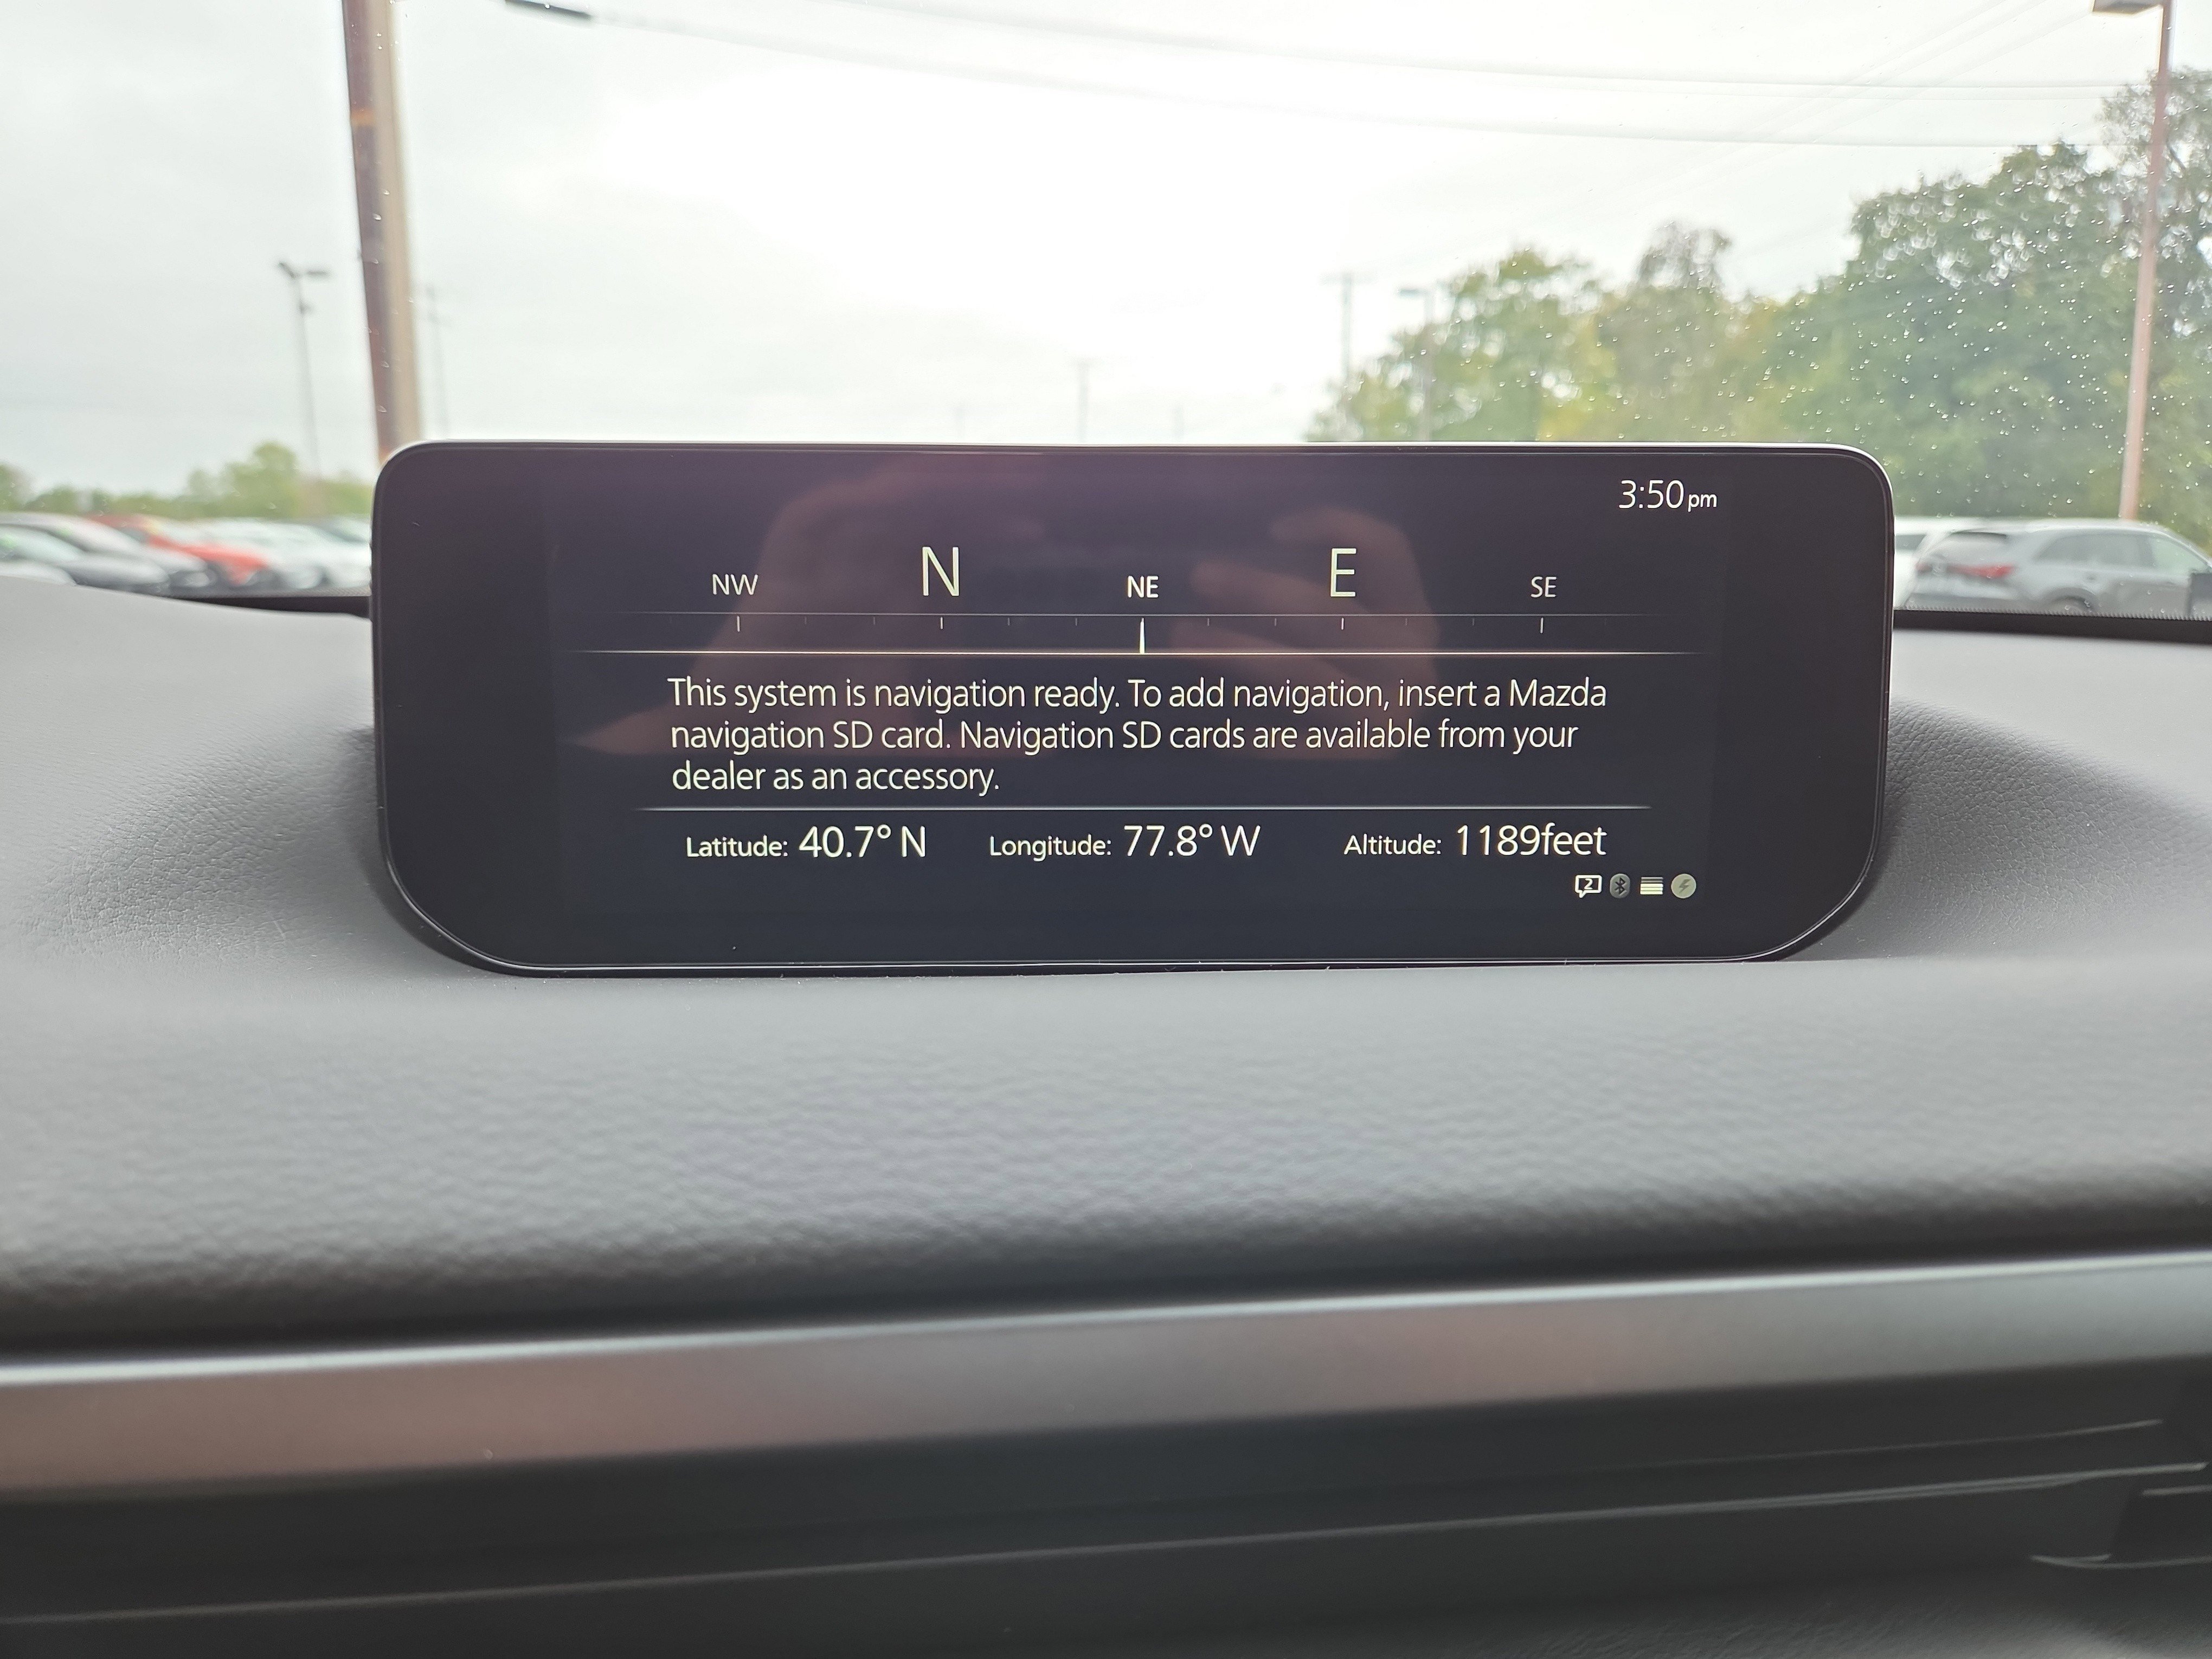 3:50pm
NW N NE E SE
This system is navigation ready. To add navigation, insert a Mazda
navigation SD card. Navigation SD cards are available from your
dealer as an accessory.
Latitude: 40.7° N Longitude: 77.8° W Altitude: 1189feet
2